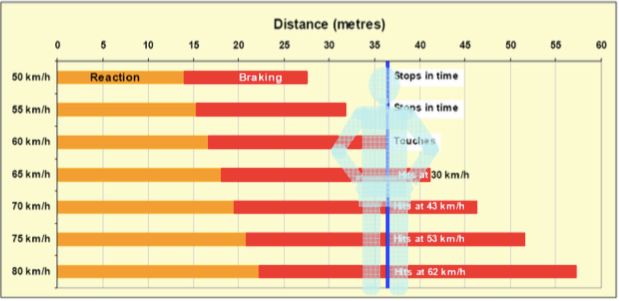 Distance (metres)
0 5 10 15 20 25 30 35 40 45 50 55 60
50 km/h Reaction Braking Stops in time
55 km/h Stops in time
60 km/h Touches
65 km/h Hits at 30 km/h
70 km/h Hits at 43 km/h
75 km/h Hits at 53 km/h
80 km/h Hits at 62 km/h